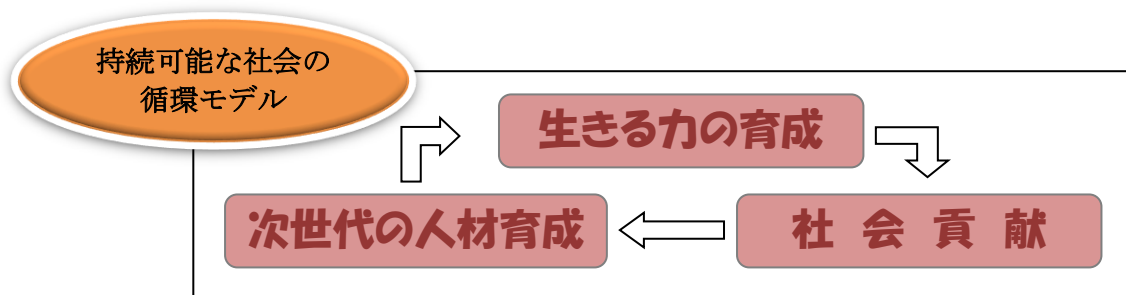 持続可能な社会の
循環モデル
生きる力の育成
次世代の人材育成
社会貢献